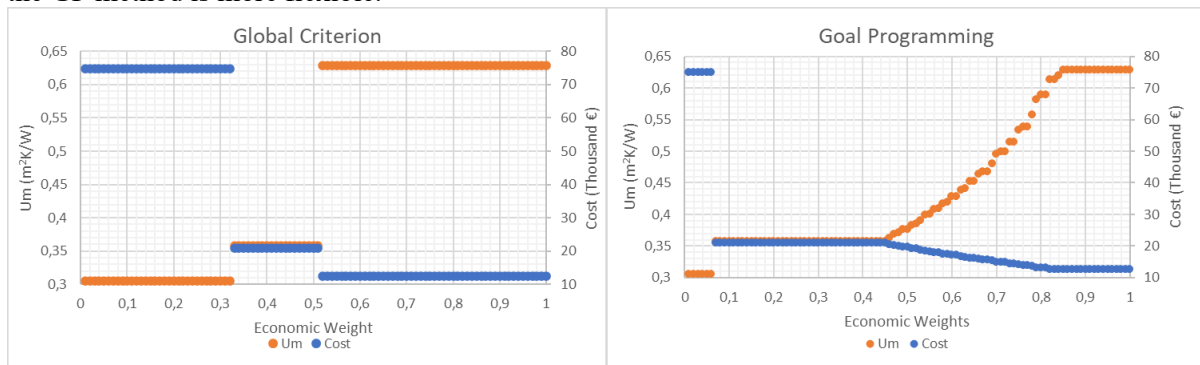 Global Criterion
0,65
0,6
0,55
0,5
0,45
0,4
0,35
0,3
Um (m²K/W)
80
70
60
50
40
30
20
10
Cost (Thousand €)
0 0,1 0,2 0,3 0,4 0,5 0,6 0,7 0,8 0,9 1
Economic Weight
Um Cost
Goal Programming
0,65
0,6
0,55
0,5
0,45
0,4
0,35
0,3
Um (m²K/W)
80
70
60
50
40
30
20
10
Cost (Thousand €)
0 0,1 0,2 0,3 0,4 0,5 0,6 0,7 0,8 0,9 1
Economic Weights
Um Cost